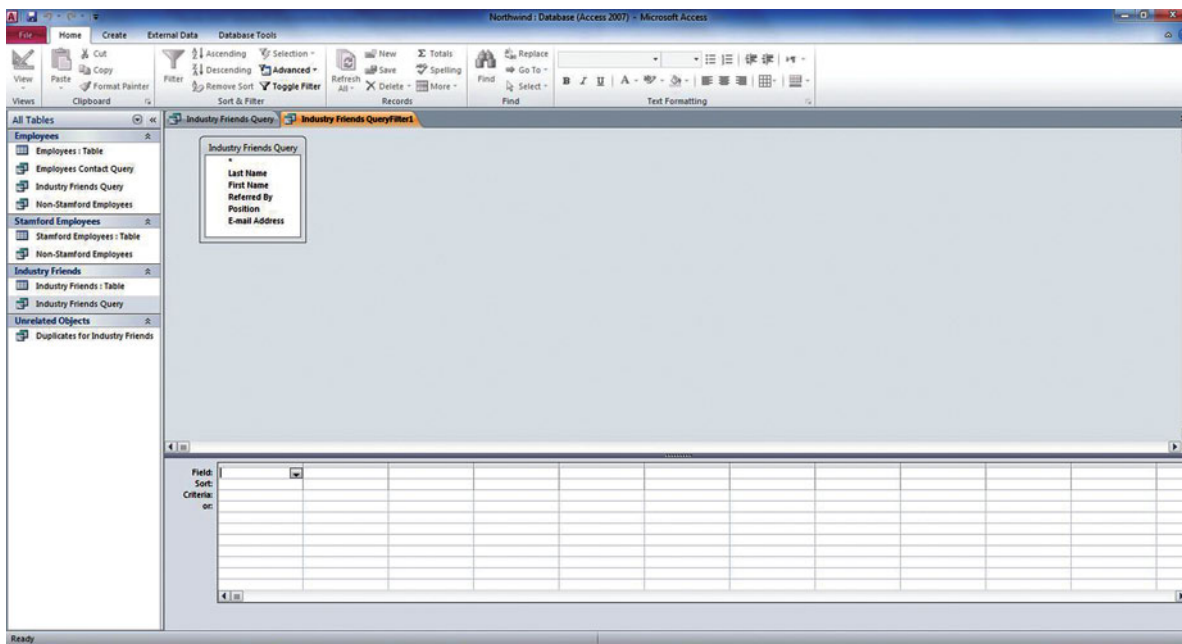 Northwind : Database (Access 2007) - Microsoft Access
File Home Create External Data Database Tools
View
Views
Paste
Cut
Copy
Format Painter
Clipboard
Filter
Ascending
Descending
Remove Sort
Selection
Advanced
Toggle Filter
Sort & Filter
Refresh All
New
Save
Delete
Totals
Spelling
More
Records
Find
Replace
Go To
Select
Find
B I U A
Text Formatting
All Tables
Employees
Employees : Table
Employees Contact Query
Industry Friends Query
Non-Stamford Employees
Stamford Employees
Stamford Employees : Table
Non-Stamford Employees
Industry Friends
Industry Friends : Table
Industry Friends Query
Unrelated Objects
Duplicates for Industry Friends
Industry Friends Query Industry Friends QueryFilter1
Industry Friends Query
*
Last Name
First Name
Referred By
Position
E-mail Address
Field:
Sort:
Criteria:
or:
Ready